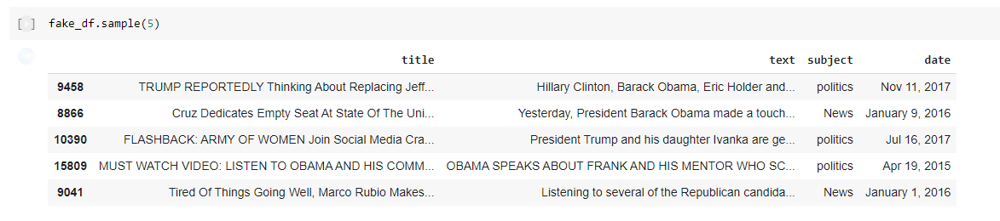 [ ] fake_df.sample(5)
title text subject date
9458 TRUMP REPORTEDLY Thinking About Replacing Jeff... Hillary Clinton, Barack Obama, Eric Holder and... politics Nov 11, 2017
8866 Cruz Dedicates Empty Seat At State Of The Uni... Yesterday, President Barack Obama made a touch... News January 9, 2016
10390 FLASHBACK: ARMY OF WOMEN Join Social Media Cra... President Trump and his daughter Ivanka are ge... politics Jul 16, 2017
15809 MUST WATCH VIDEO: LISTEN TO OBAMA AND HIS COMM... OBAMA SPEAKS ABOUT FRANK AND HIS MENTOR WHO SC... politics Apr 19, 2015
9041 Tired Of Things Going Well, Marco Rubio Makes... Listening to several of the Republican candida... News January 1, 2016